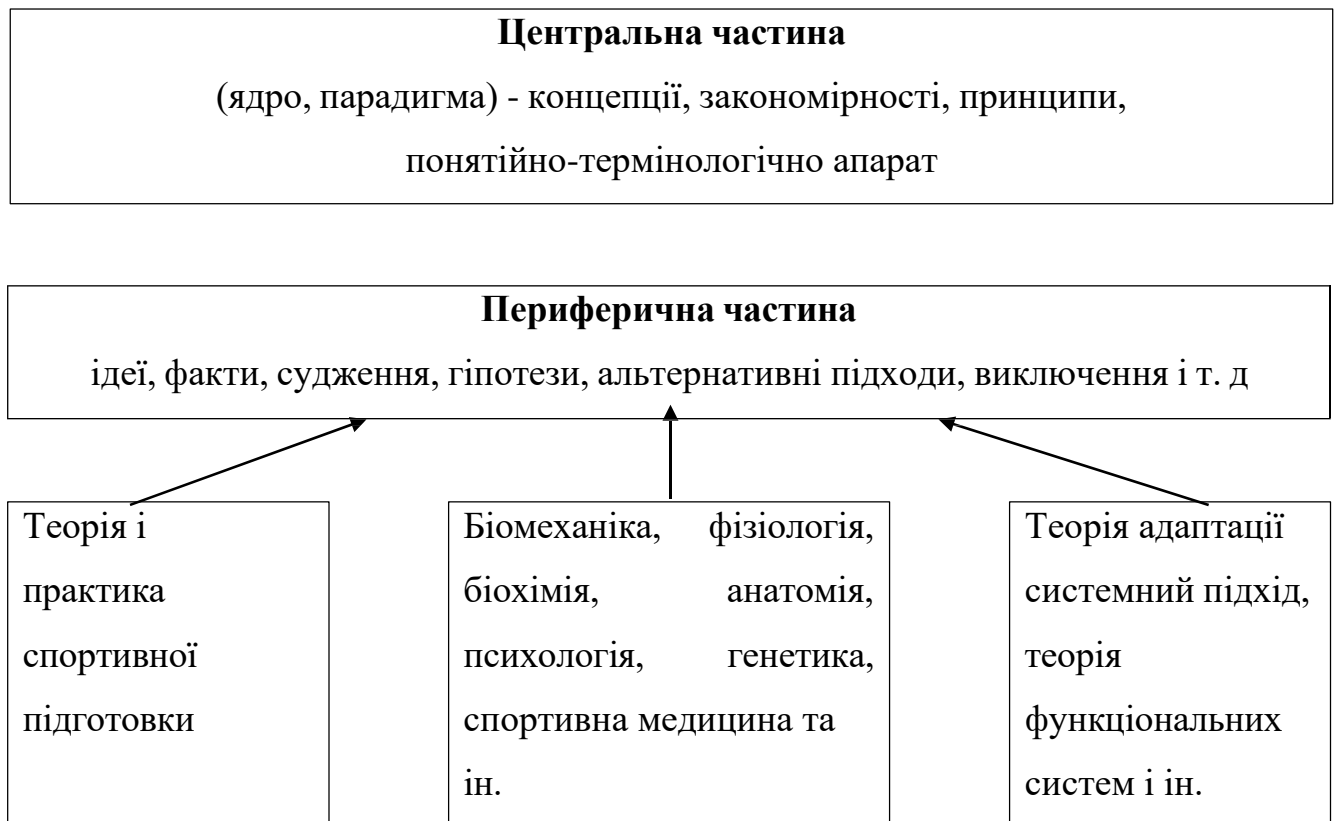 Центральна частина
(ядро, парадигма) - концепції, закономірності, принципи,
понятійно-термінологічно апарат
Периферична частина
ідеї, факти, судження, гіпотези, альтернативні підходи, виключення і т. д
Теорія і
практика
спортивної
підготовки
Біомеханіка, фізіологія,
біохімія, анатомія,
психологія, генетика,
спортивна медицина та
ін.
Теорія адаптації
системний підхід,
теорія
функціональних
систем і ін.